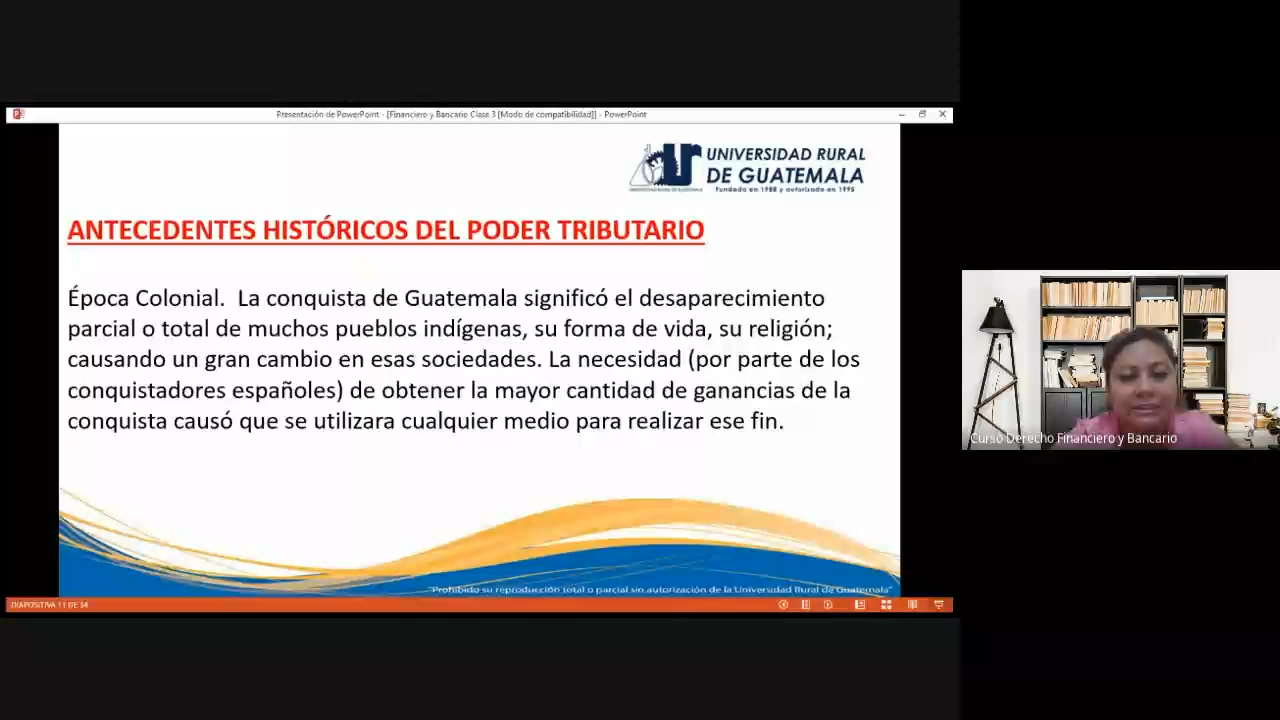 Presentación de PowerPoint - [Financiero y Bancario Clase 3 [Modo de compatibilidad]] - PowerPoint
UNIVERSIDAD RURAL
DE GUATEMALA
Fundada en 1988 y autorizada en 1995
ANTECEDENTES HISTÓRICOS DEL PODER TRIBUTARIO
Época Colonial. La conquista de Guatemala significó el desaparecimiento
parcial o total de muchos pueblos indígenas, su forma de vida, su religión;
causando un gran cambio en esas sociedades. La necesidad (por parte de los
conquistadores españoles) de obtener la mayor cantidad de ganancias de la
conquista causó que se utilizara cualquier medio para realizar ese fin.
"Prohibido su reproducción total o parcial sin autorización de la Universidad Rural de Guatemala"
DIAPOSITIVA 11 DE 34
Curso Derecho Financiero y Bancario